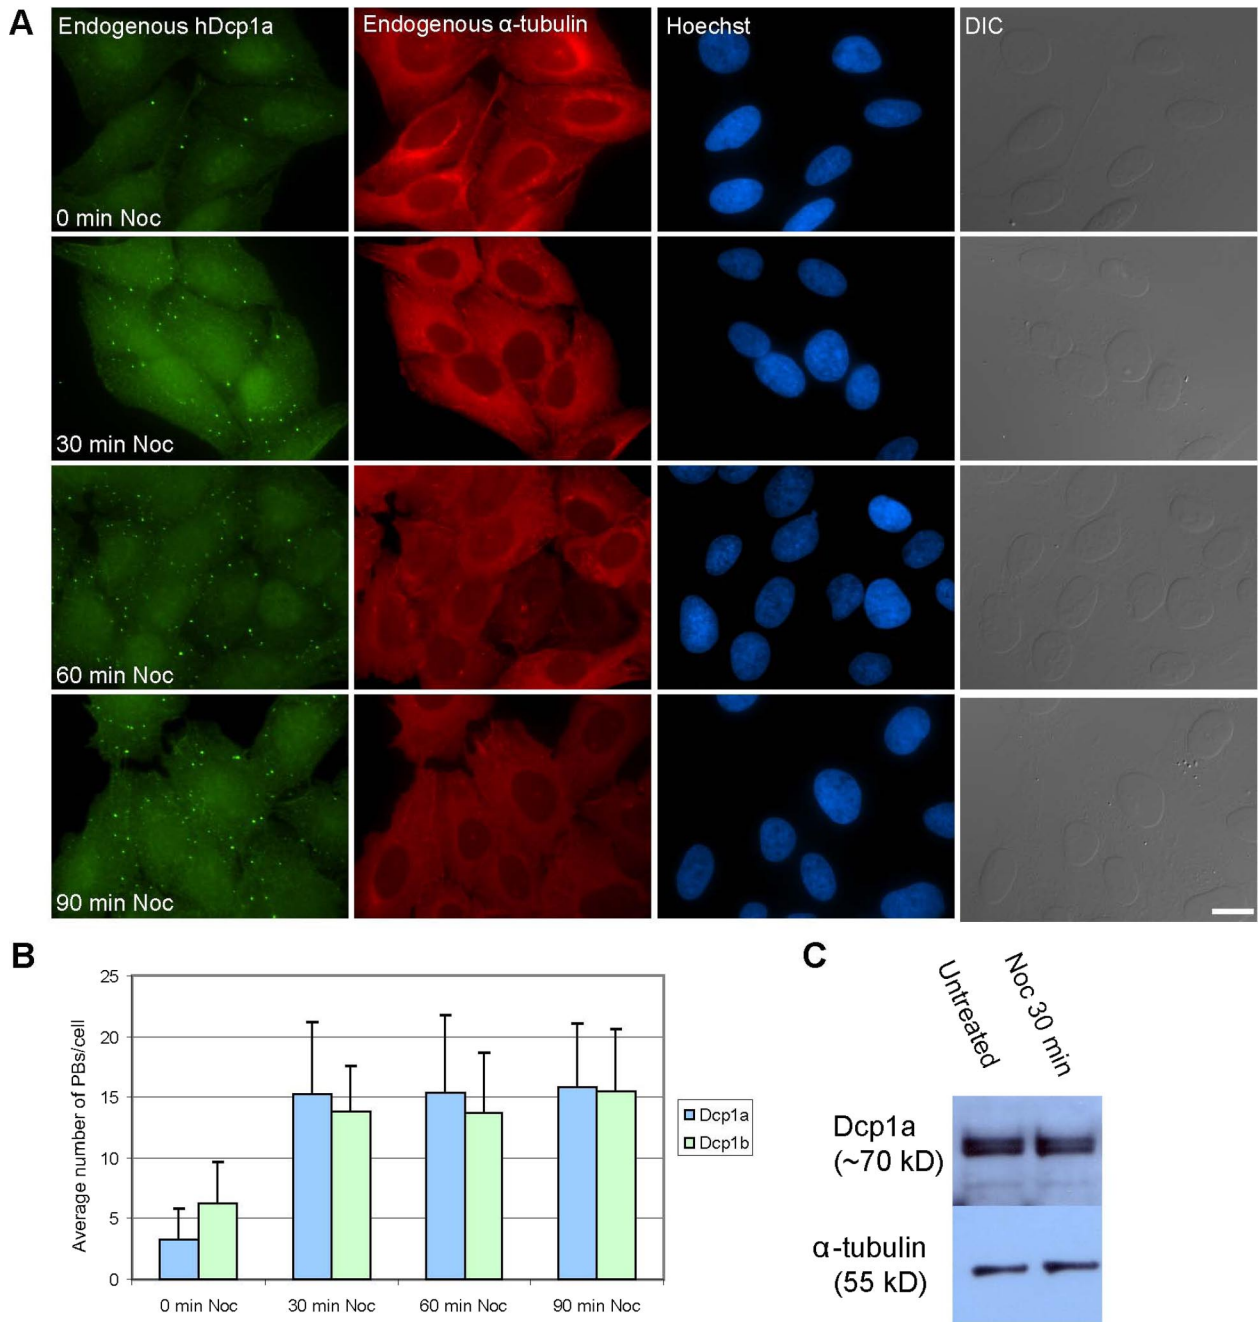 A
Endogenous hDcp1a
Endogenous α-tubulin
Hoechst
DIC
0 min Noc
30 min Noc
60 min Noc
90 min Noc
B
25
20
15
10
5
0
Average number of PBs/cell
0 min Noc
30 min Noc
60 min Noc
90 min Noc
Dcp1a
Dcp1b
C
Untreated
Noc 30 min
Dcp1a
(~70 kD)
α-tubulin
(55 kD)